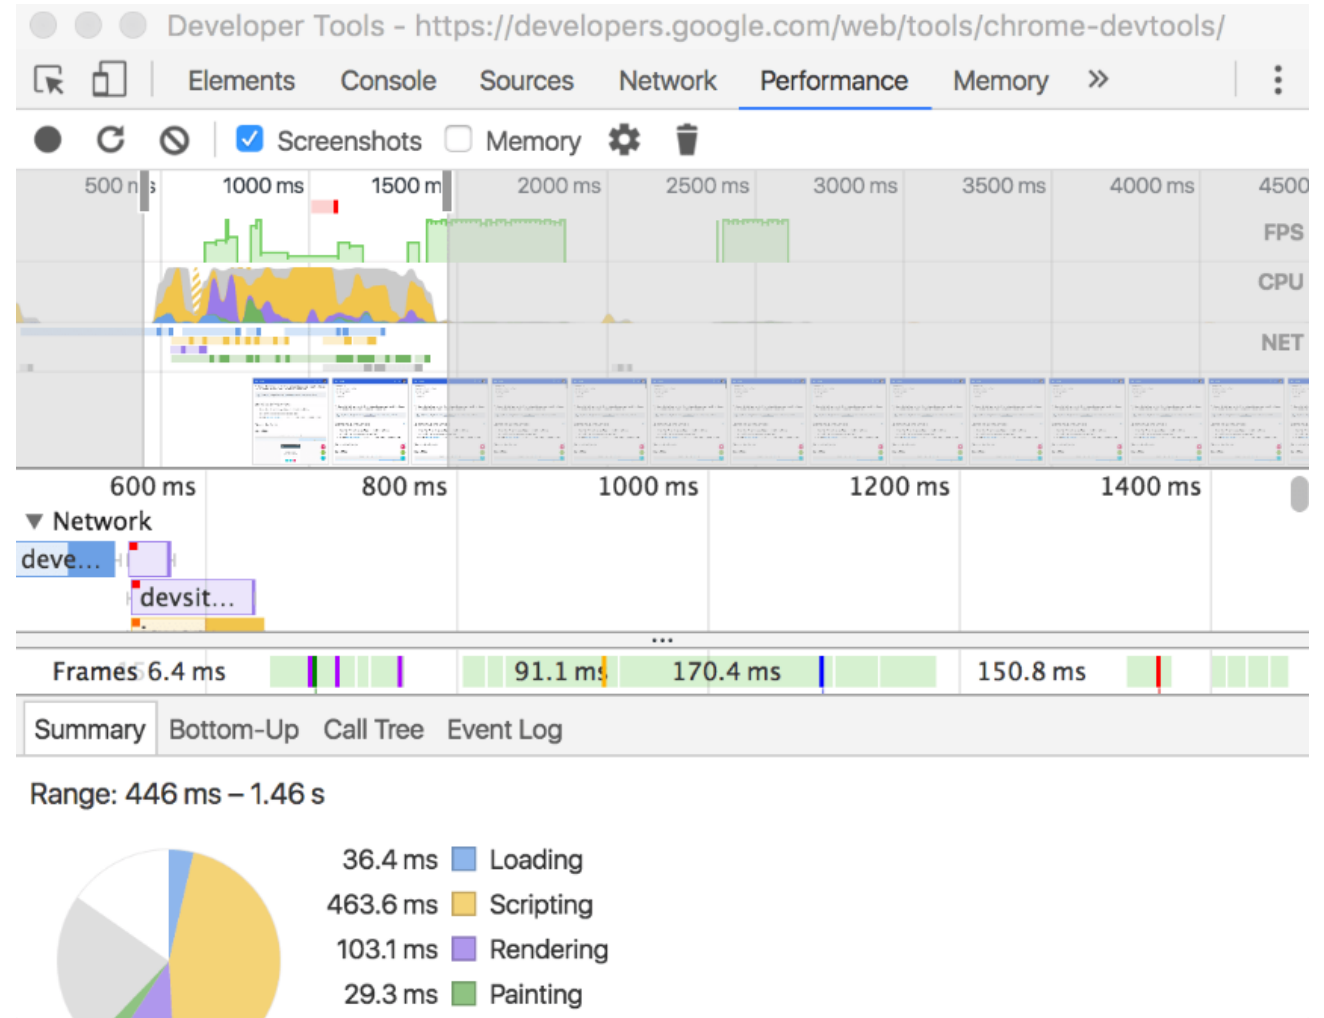 Developer Tools - https://developers.google.com/web/tools/chrome-devtools/
Elements Console Sources Network Performance Memory »
Screenshots Memory
1000 ms 1500 m 2000 ms 2500 ms 3000 ms 3500 ms 4000 ms 4500
FPS
CPU
NET
600 ms 800 ms 1000 ms 1200 ms 1400 ms
Network
deve...
devsit...
...
Frames 6.4 ms 91.1 ms 170.4 ms 150.8 ms
Summary Bottom-Up Call Tree Event Log
Range: 446 ms – 1.46 s
36.4 ms Loading
463.6 ms Scripting
103.1 ms Rendering
29.3 ms Painting